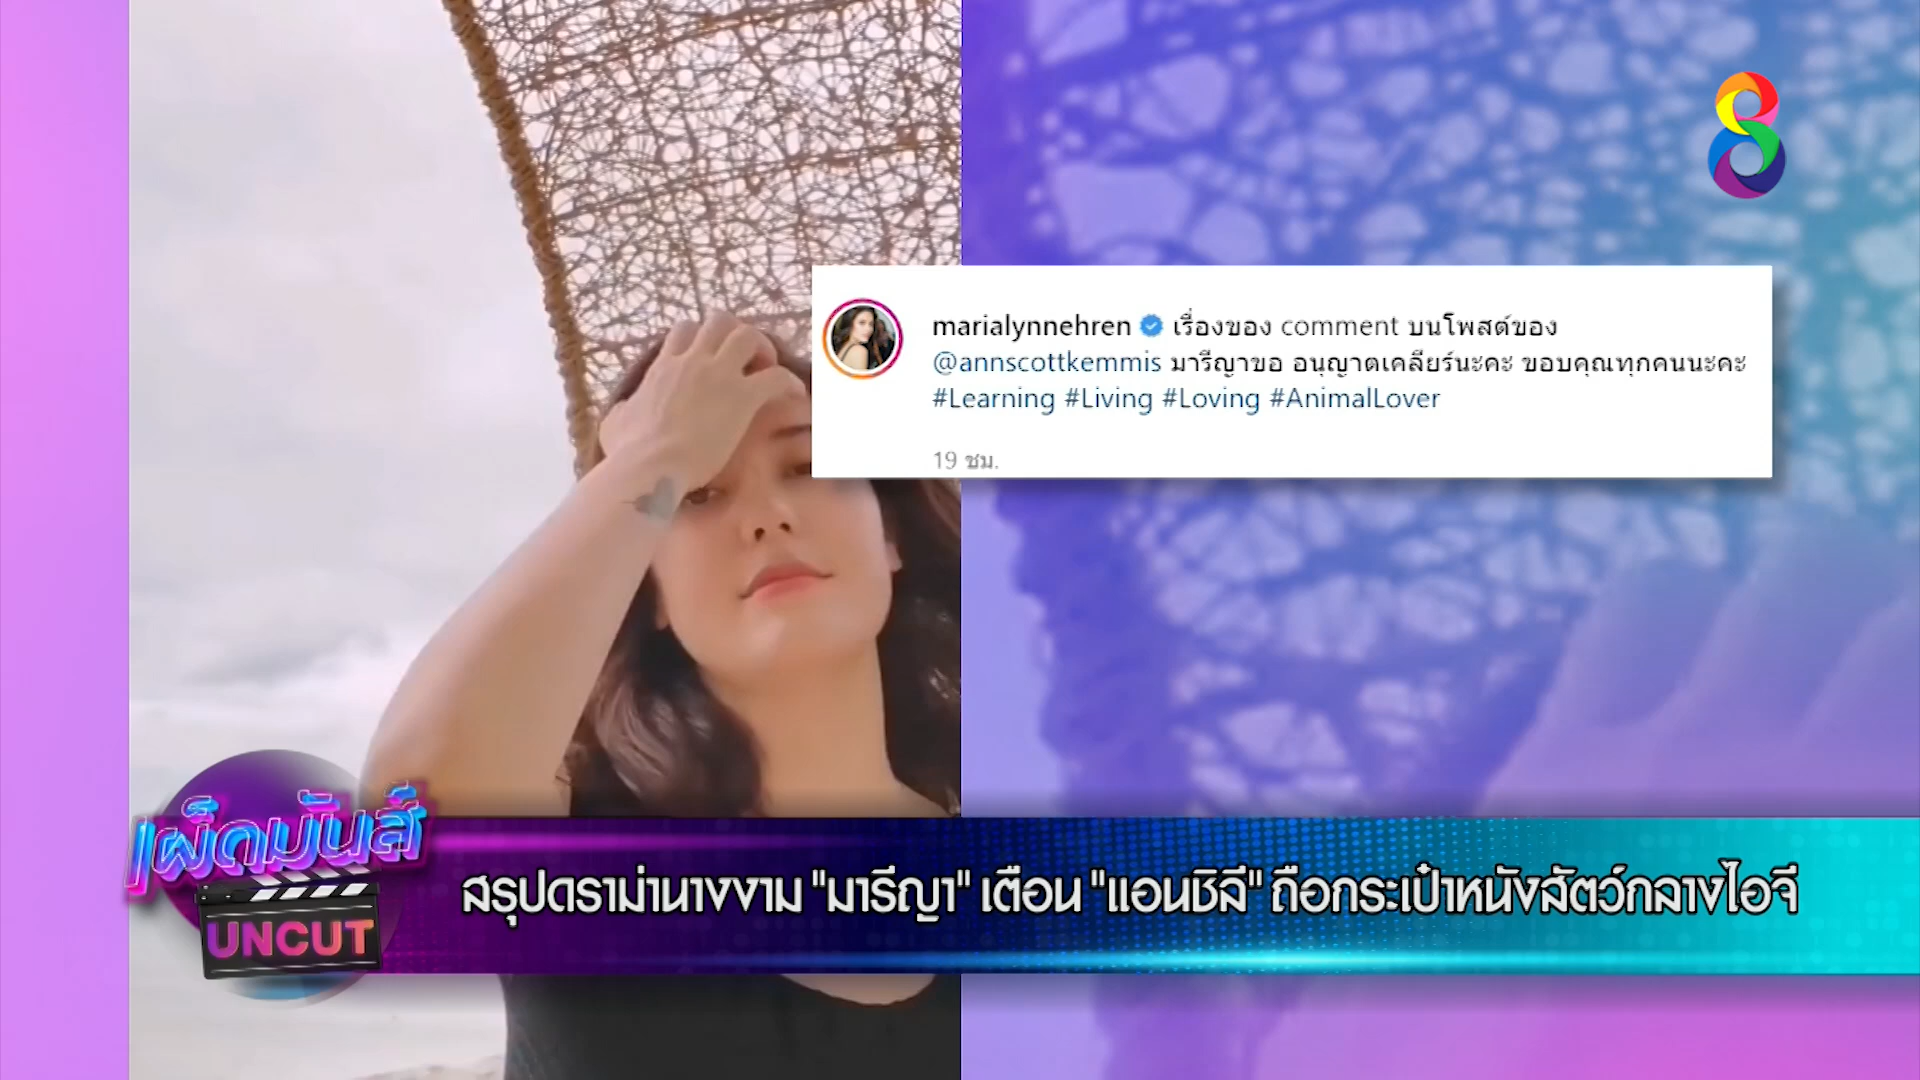 8
marialynnehren เรื่องของ comment บนโพสต์ของ
@annscottkemmis มารีญาขอ อนุญาตเคลียร์นะคะ ขอบคุณทุกคนนะคะ
#Learning #Living #Loving #AnimalLover
19 ชม.
เผ็ดมันส์
UNCUT
สรุปดราม่านางงาม "มารีญา" เตือน "แอนชิลี" ถือกระเป๋าหนังสัตว์กลางไอจี